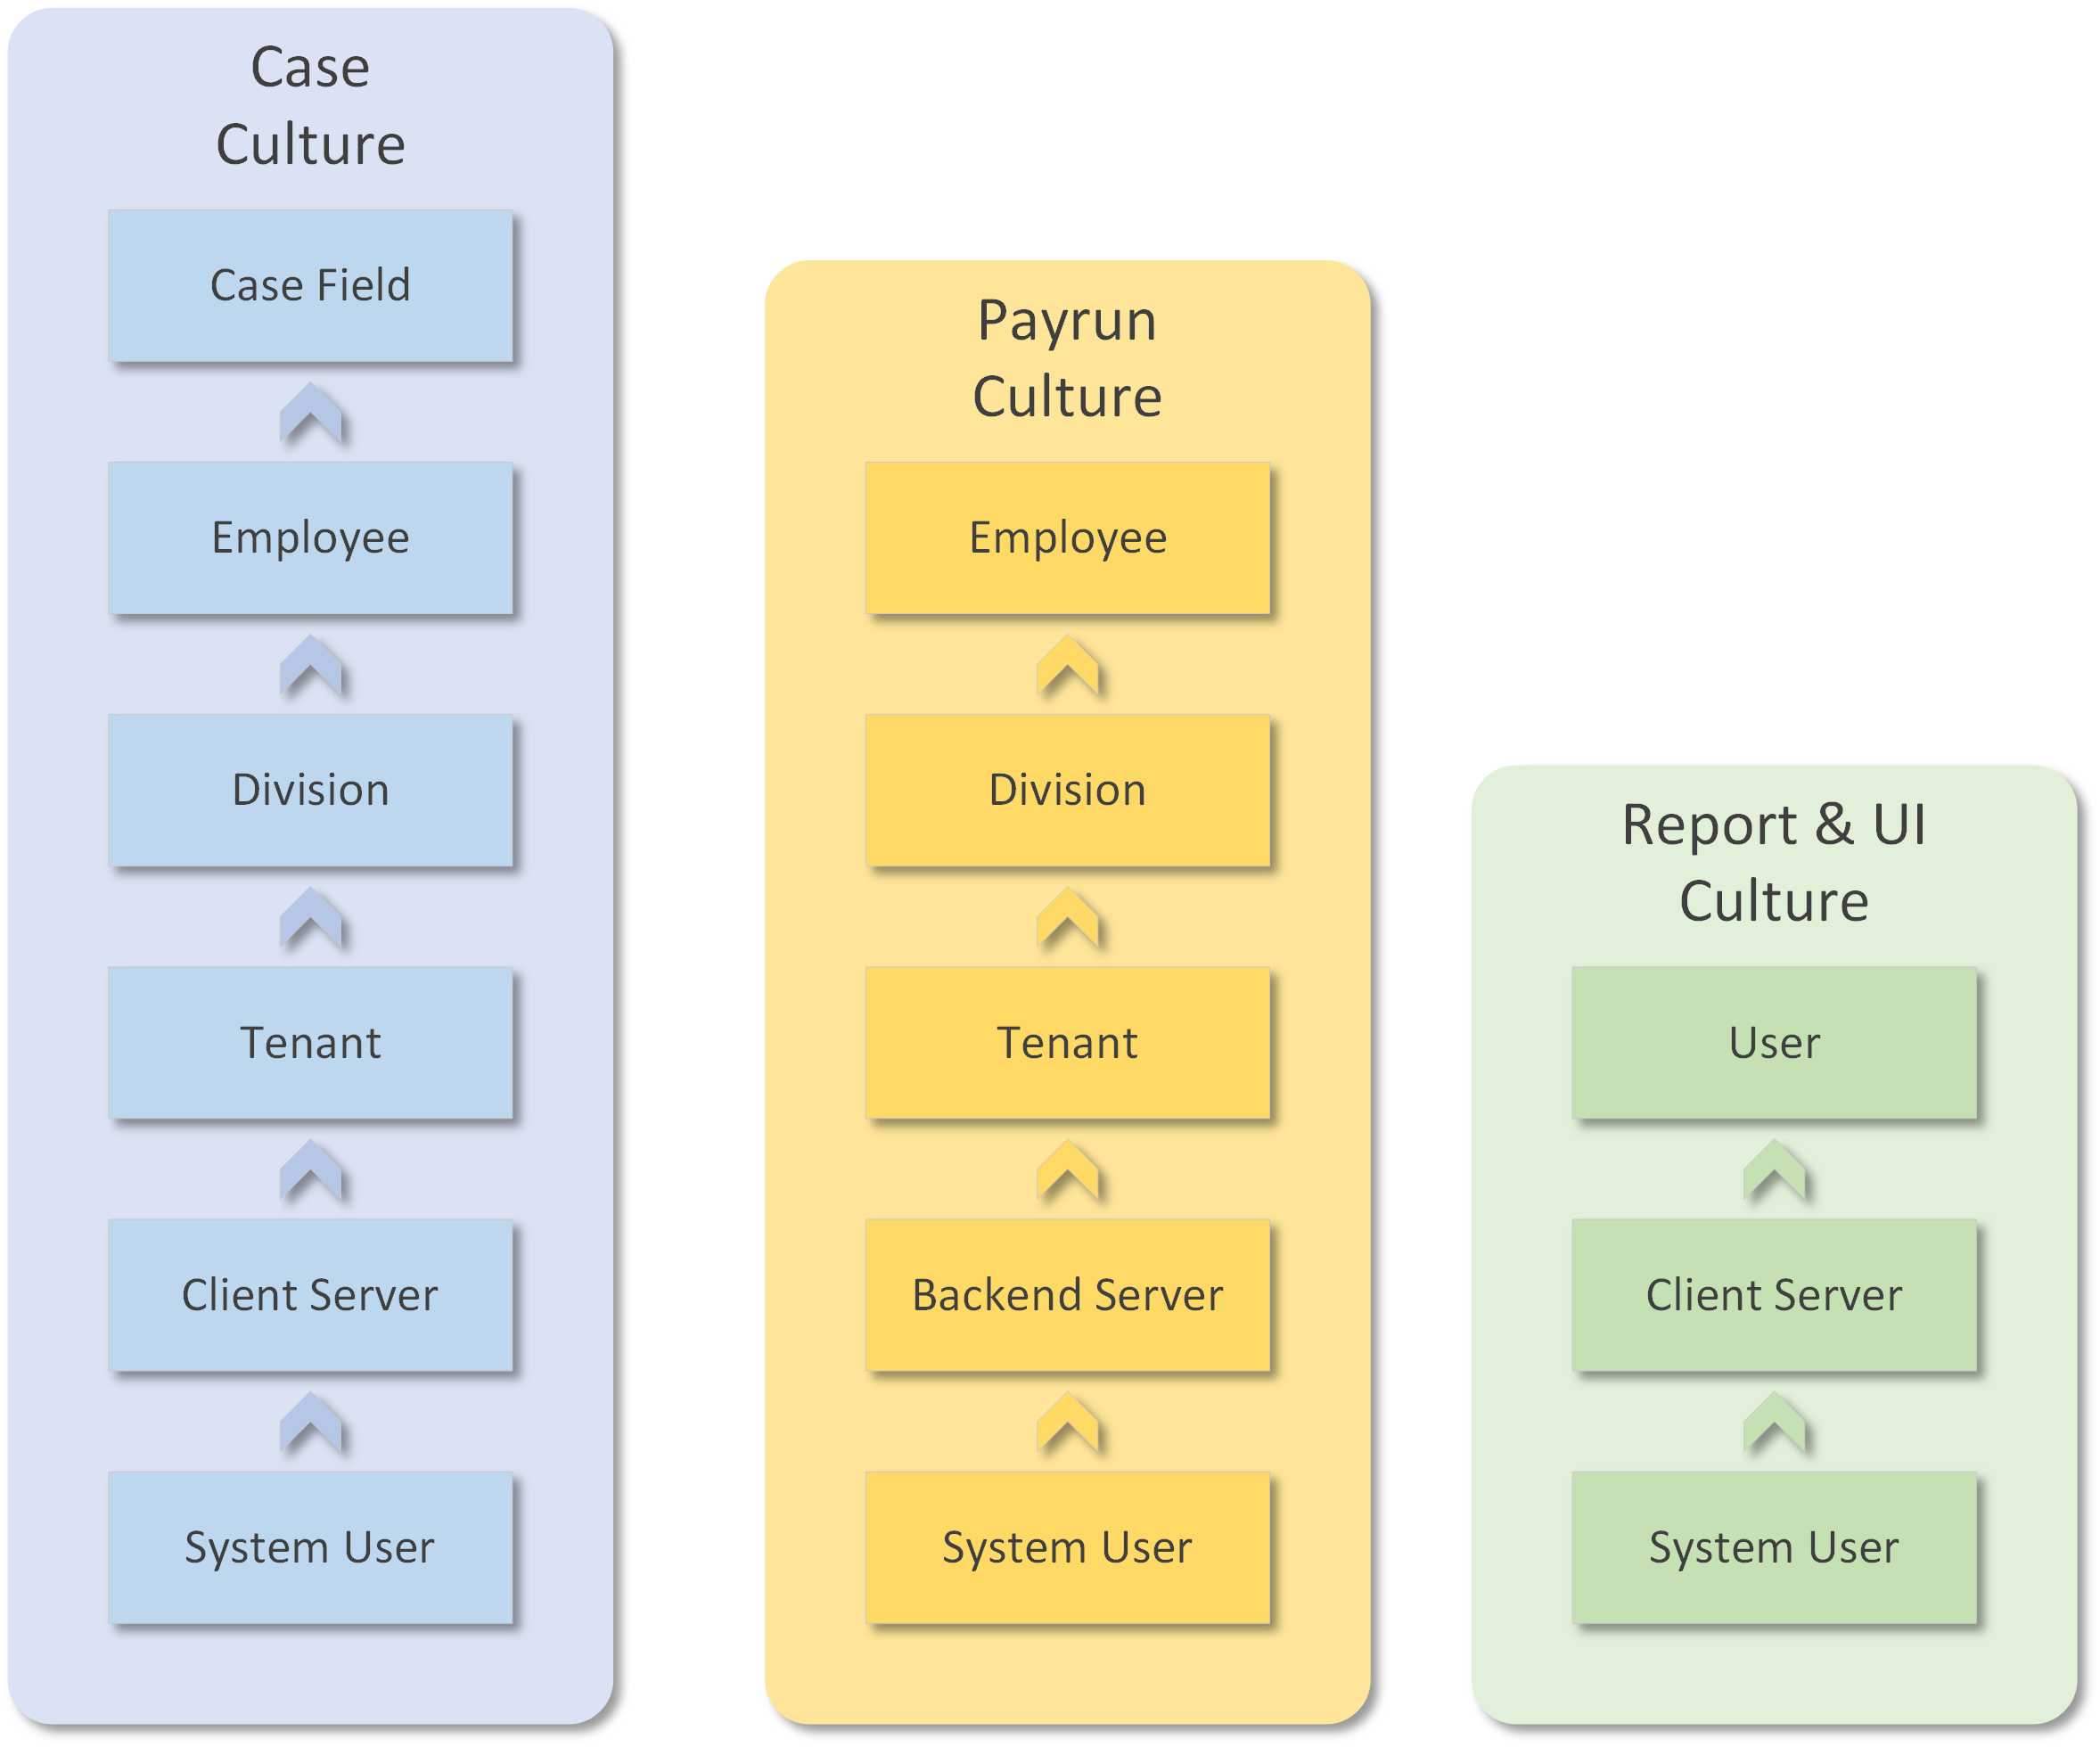 Case
Culture
Case Field
Employee
Division
Tenant
Client Server
System User
Payrun
Culture
Employee
Division
Tenant
Backend Server
System User
Report & UI
Culture
User
Client Server
System User